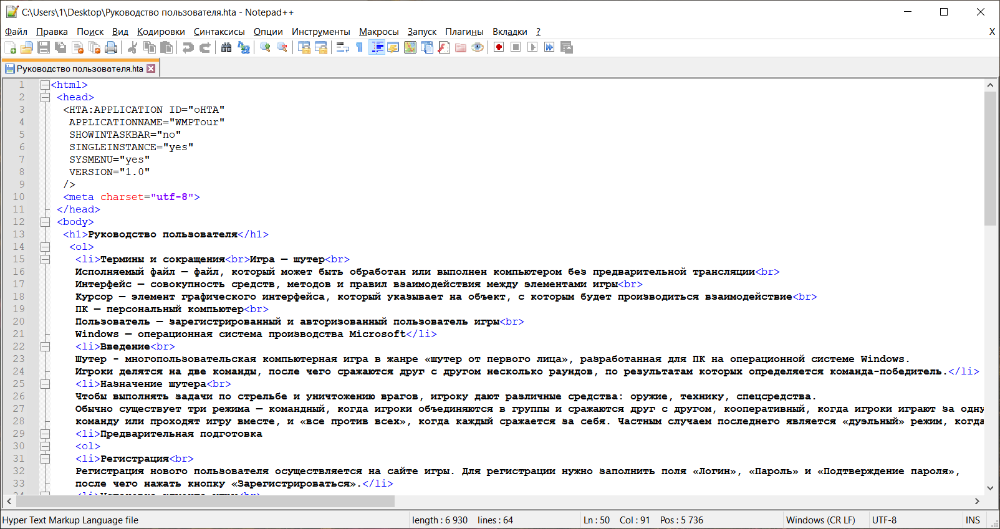 C:\Users\1\Desktop\Руководство пользователя.hta - Notepad++
Файл Правка Поиск Вид Кодировки Синтаксисы Опции Инструменты Макросы Запуск Плагины Вкладки ? X
Руководство пользователя.hta
1 <html>
2 <head>
3 <HTA:APPLICATION ID="oHTA"
4 APPLICATIONNAME="WMPTour"
5 SHOWINTASKBAR="no"
6 SINGLEINSTANCE="yes"
7 SYSMENU="yes"
8 VERSION="1.0"
9 />
10 <meta charset="utf-8">
11 </head>
12 <body>
13 <h1>Руководство пользователя</h1>
14 <ol>
15 <li>Термины и сокращения<br>Игра — шутер<br>
16 Исполняемый файл — файл, который может быть обработан или выполнен компьютером без предварительной трансляции<br>
17 Интерфейс — совокупность средств, методов и правил взаимодействия между элементами игры<br>
18 Курсор — элемент графического интерфейса, который указывает на объект, с которым будет производиться взаимодействие<br>
19 ПК — персональный компьютер<br>
20 Пользователь — зарегистрированный и авторизованный пользователь игры<br>
21 Windows — операционная система производства Microsoft</li>
22 <li>Введение<br>
23 Шутер - многопользовательская компьютерная игра в жанре «шутер от первого лица», разработанная для ПК на операционной системе Windows.
24 Игроки делятся на две команды, после чего сражаются друг с другом несколько раундов, по результатам которых определяется команда-победитель.</li>
25 <li>Назначение шутера<br>
26 Чтобы выполнять задачи по стрельбе и уничтожению врагов, игроку дают различные средства: оружие, технику, спецсредства.
27 Обычно существует три режима — командный, когда игроки объединяются в группы и сражаются друг с другом, кооперативный, когда игроки играют за одну
28 команду или проходят игру вместе, и «все против всех», когда каждый сражается за себя. Частным случаем последнего является «дуэльный» режим, когда
29 <li>Предварительная подготовка
30 <ol>
31 <li>Регистрация<br>
32 Регистрация нового пользователя осуществляется на сайте игры. Для регистрации нужно заполнить поля «Логин», «Пароль» и «Подтверждение пароля»,
33 после чего нажать кнопку «Зарегистрироваться».</li>
Hyper Text Markup Language file length : 6 930 lines : 64 Ln : 50 Col : 91 Pos : 5 736 Windows (CR LF) UTF-8 INS